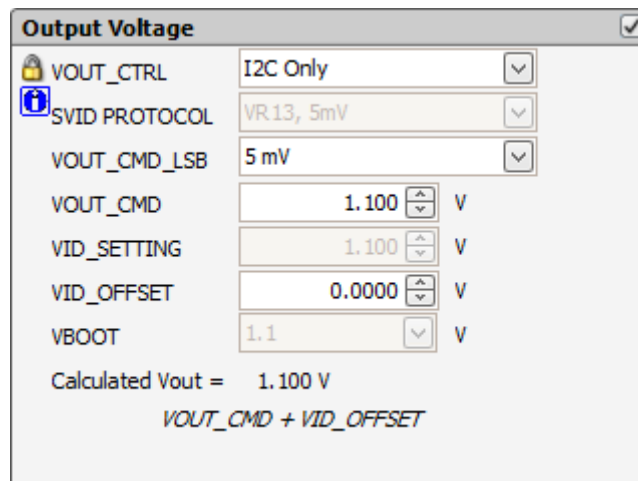 Output Voltage
VOUT_CTRL I2C Only
SVID PROTOCOL VR13, 5mV
VOUT_CMD_LSB 5 mV
VOUT_CMD 1.100 V
VID_SETTING 1.100 V
VID_OFFSET 0.0000 V
VBOOT 1.1 V
Calculated Vout = 1.100 V
VOUT_CMD + VID_OFFSET